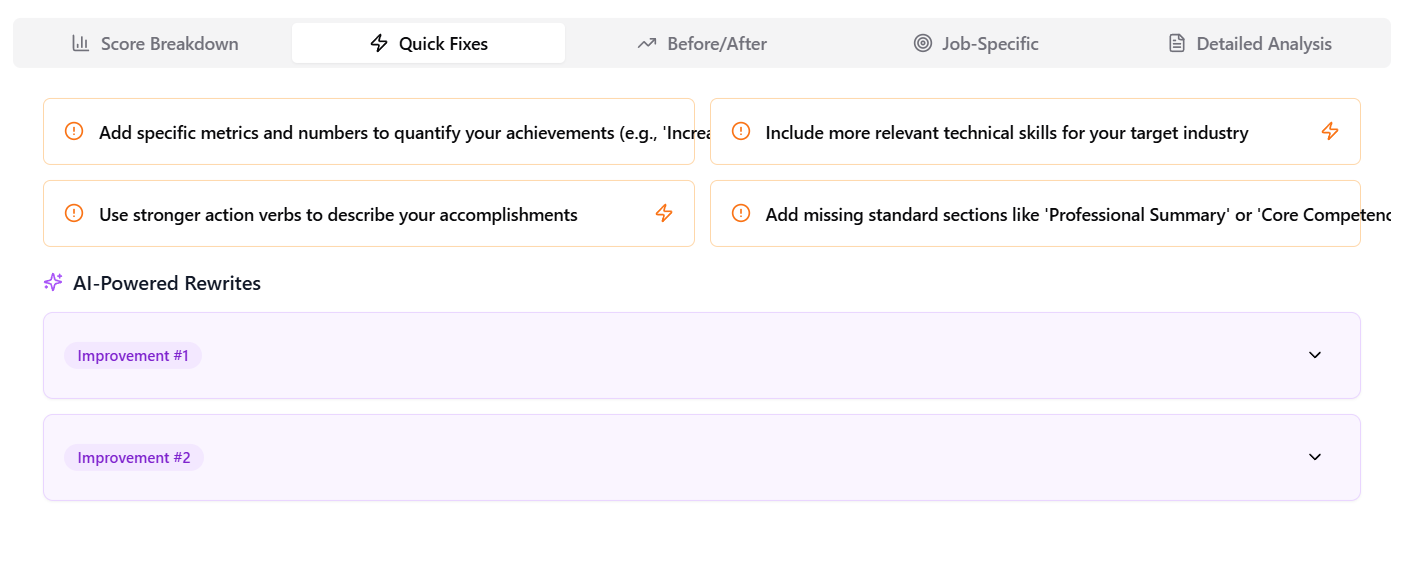 Score Breakdown
Quick Fixes
Before/After
Job-Specific
Detailed Analysis
Add specific metrics and numbers to quantify your achievements (e.g., 'Increa
Include more relevant technical skills for your target industry
Use stronger action verbs to describe your accomplishments
Add missing standard sections like 'Professional Summary' or 'Core Competenc
AI-Powered Rewrites
Improvement #1
Improvement #2